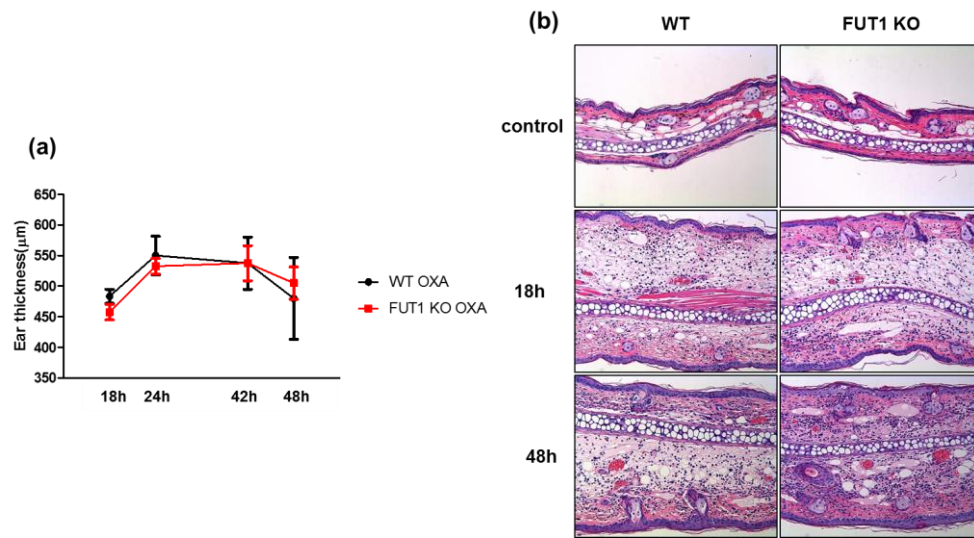 (a)
650
600
550
500
450
400
350
Ear thickness(μm)
18h 24h 42h 48h
WT OXA
FUT1 KO OXA
(b)
WT FUT1 KO
control
18h
48h